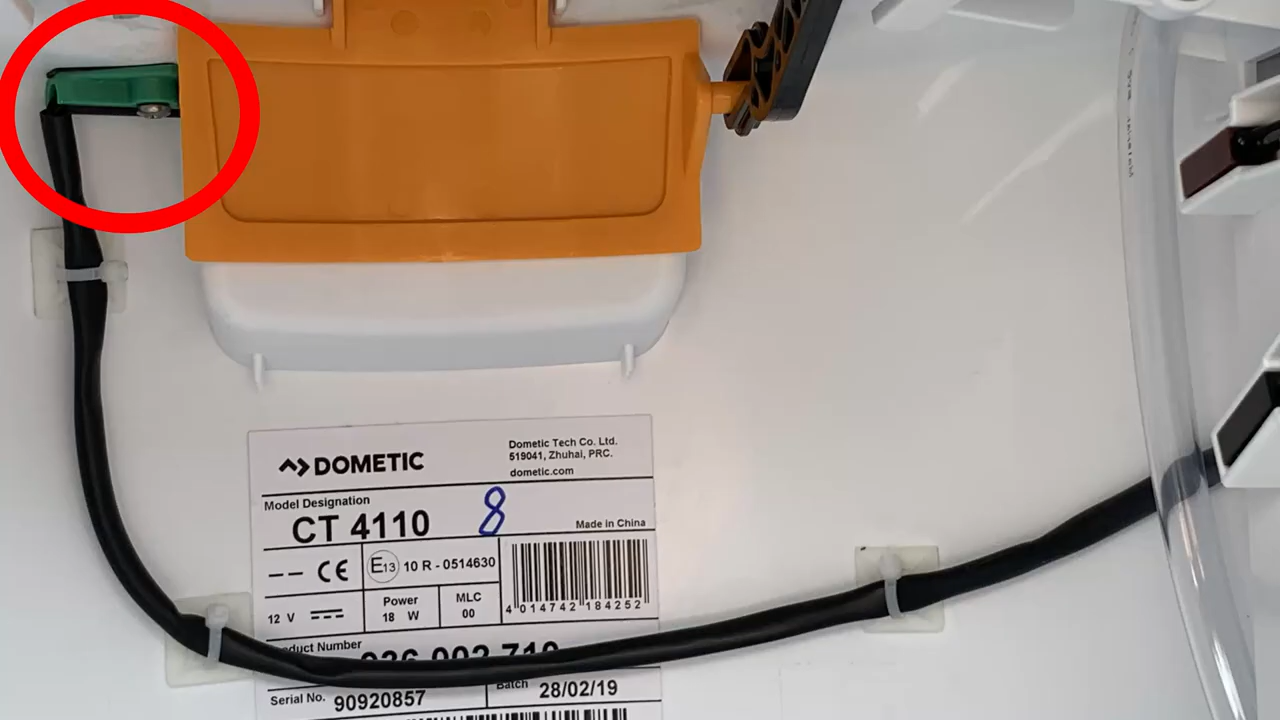 DOMETIC
Dometic Tech Co. Ltd.
519041, Zhuhai, PRC.
dometic.com
Model Designation
CT 4110
8
Made in China
CE
E13 10 R - 0514630
4 014742 184252
12 V
Power
18 W
MLC
00
Number
Serial No. 90920857
Batch 28/02/19